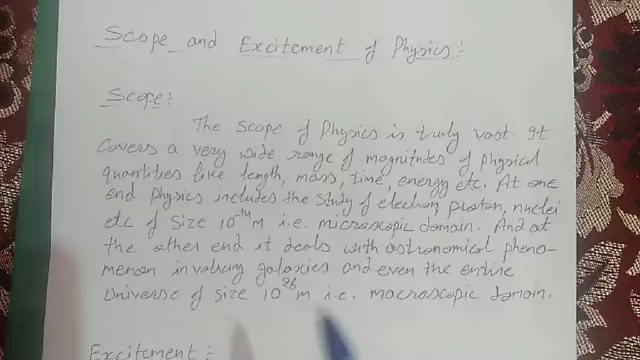 Scope and Excitement of Physics:-
Scope:
The scope of Physics is truly vast. It
covers a very wide range of magnitudes of physical
quantities like length, mass, time, energy etc. At one
end physics includes the study of electron, proton, nuclei
etc of size 10⁻¹⁴m i.e. microscopic domain. And at
the other end it deals with astronomical pheno-
menon involving galaxies and even the entire
Universe of size 10²⁶m i.e. macroscopic domain.
Excitement: